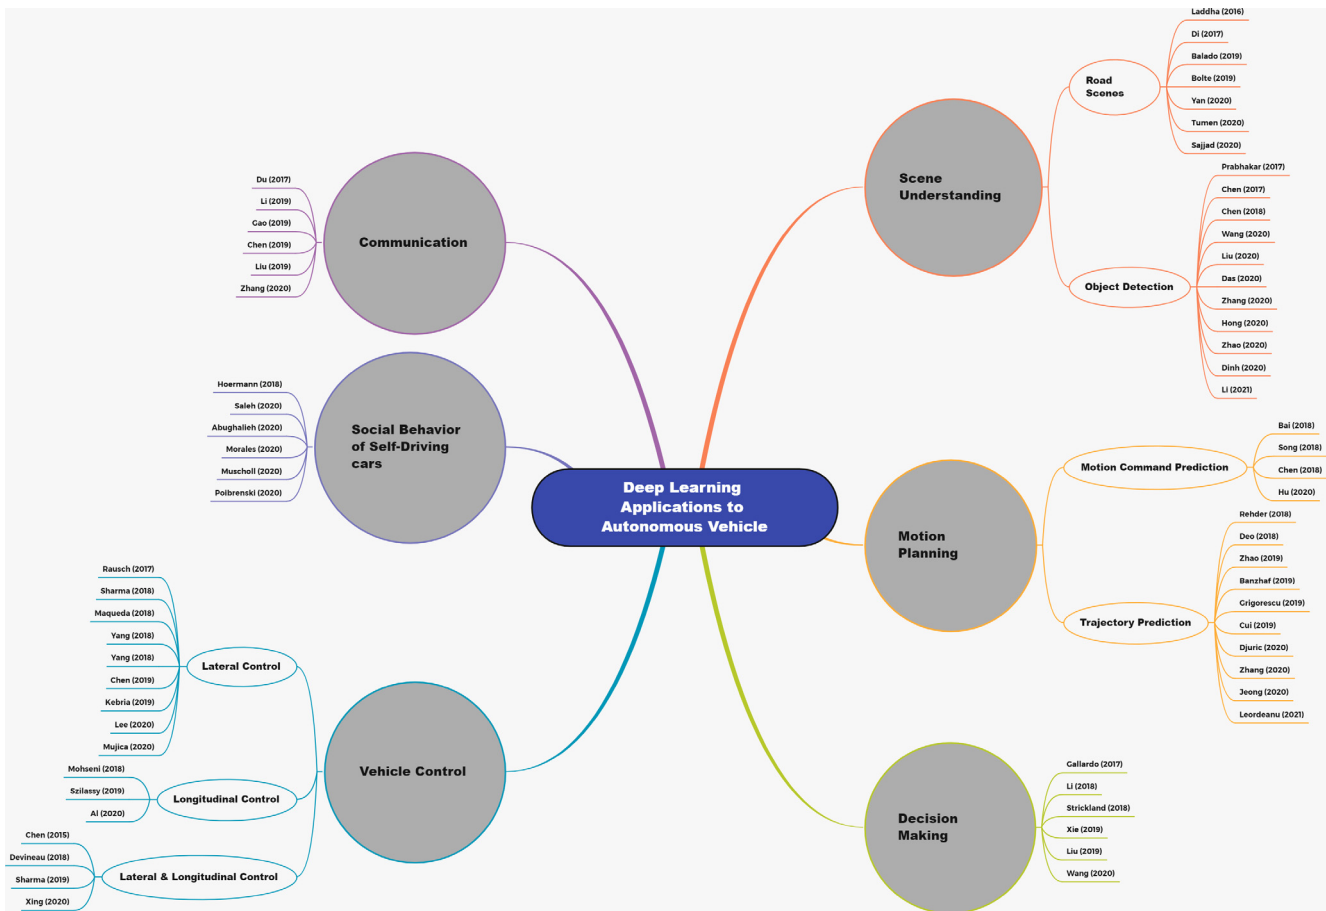 Deep Learning
Applications to
Autonomous Vehicle
Communication
Du (2017)
Li (2019)
Gao (2019)
Chen (2019)
Liu (2019)
Zhang (2020)
Social Behavior
of Self-Driving
cars
Hoermann (2018)
Saleh (2020)
Abughalieh (2020)
Morales (2020)
Muscholl (2020)
Polbrenski (2020)
Vehicle Control
Lateral Control
Rausch (2017)
Sharma (2018)
Maqueda (2018)
Yang (2018)
Yang (2018)
Chen (2019)
Kebria (2019)
Lee (2020)
Mujica (2020)
Longitudinal Control
Mohseni (2018)
Szilassy (2019)
Al (2020)
Lateral & Longitudinal Control
Chen (2015)
Devineau (2018)
Sharma (2019)
Xing (2020)
Scene
Understanding
Road
Scenes
Laddha (2016)
Di (2017)
Balado (2019)
Bolte (2019)
Yan (2020)
Tumen (2020)
Sajjad (2020)
Object Detection
Prabhakar (2017)
Chen (2017)
Chen (2018)
Wang (2020)
Liu (2020)
Das (2020)
Zhang (2020)
Hong (2020)
Zhao (2020)
Dinh (2020)
Li (2021)
Motion
Planning
Motion Command Prediction
Bai (2018)
Song (2018)
Chen (2018)
Hu (2020)
Trajectory Prediction
Rehder (2018)
Deo (2018)
Zhao (2019)
Banzhaf (2019)
Grigorescu (2019)
Cui (2019)
Djuric (2020)
Zhang (2020)
Jeong (2020)
Leordeanu (2021)
Decision
Making
Gallardo (2017)
Li (2018)
Strickland (2018)
Xie (2019)
Liu (2019)
Wang (2020)